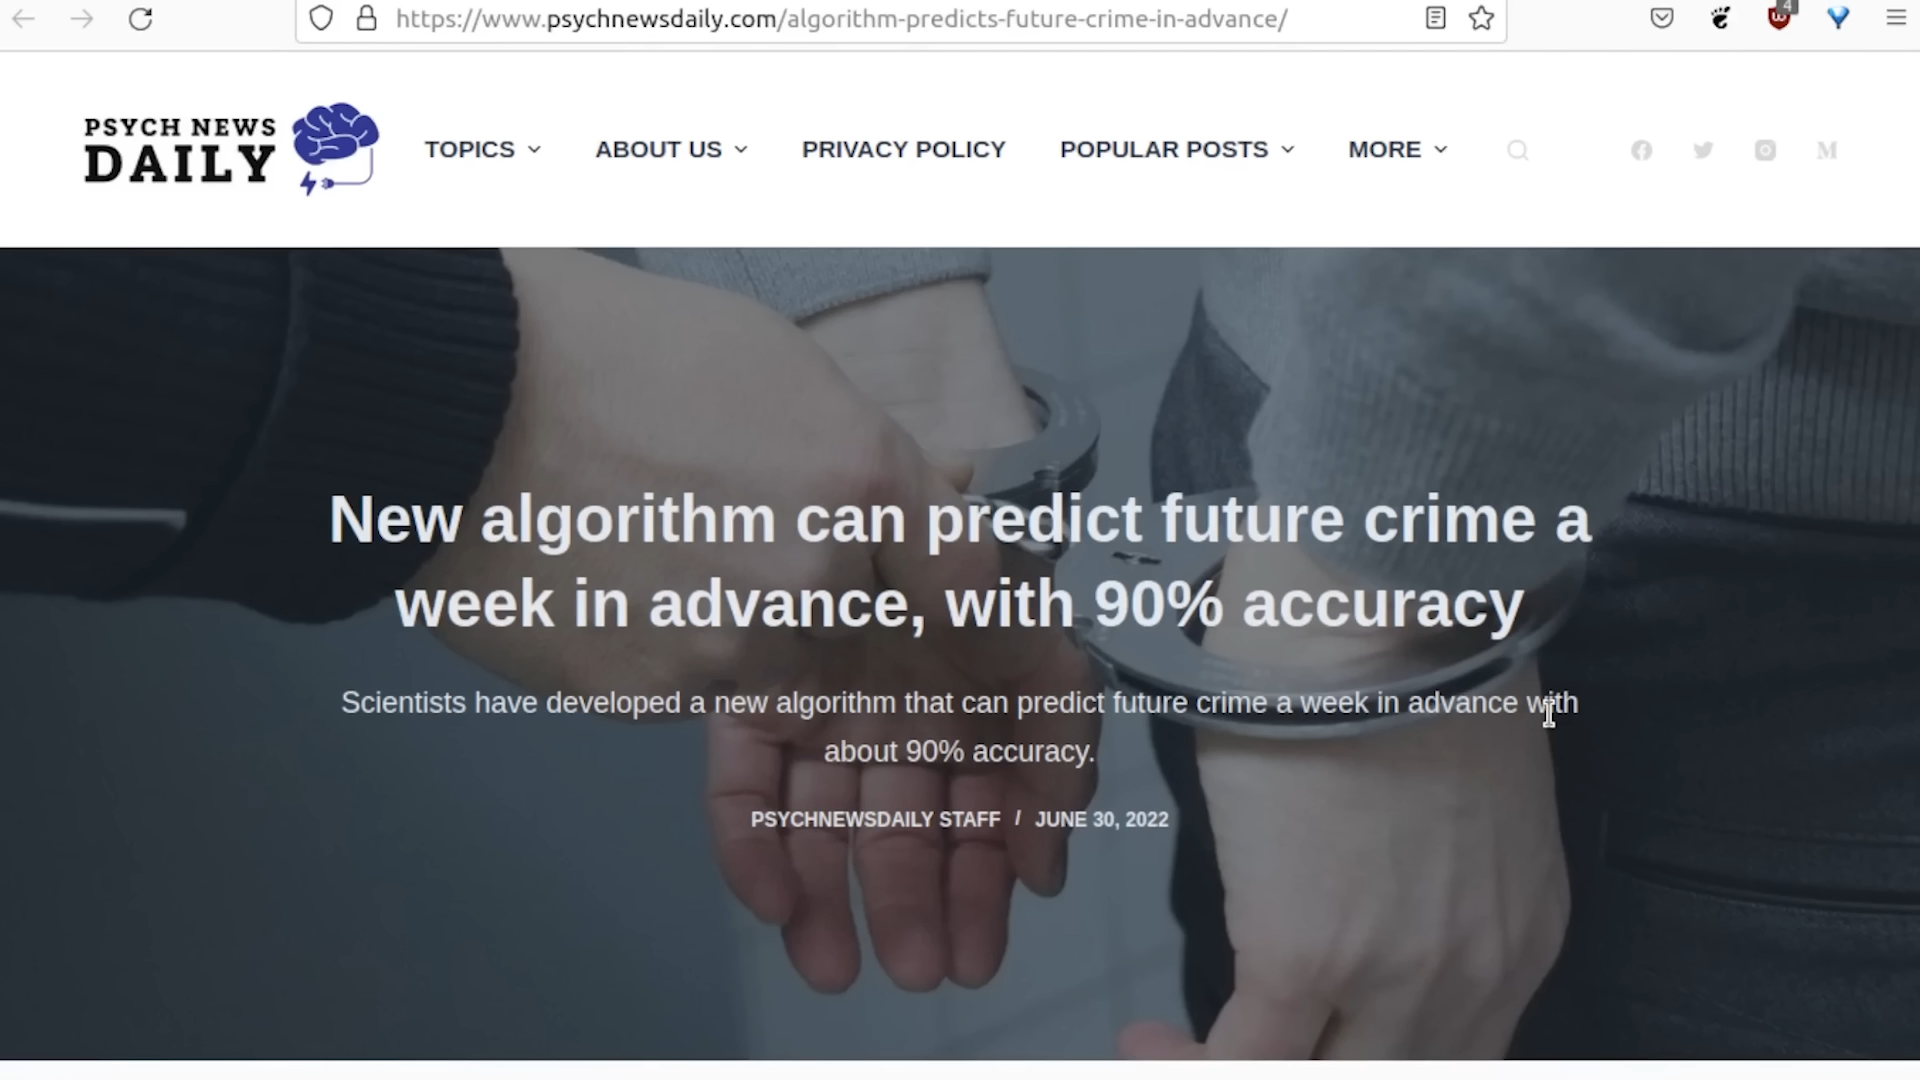 https://www.psychnewsdaily.com/algorithm-predicts-future-crime-in-advance/
4
PSYCH NEWS
DAILY
TOPICS
ABOUT US
PRIVACY POLICY
POPULAR POSTS
MORE
New algorithm can predict future crime a
week in advance, with 90% accuracy
Scientists have developed a new algorithm that can predict future crime a week in advance with
about 90% accuracy.
PSYCHNEWSDAILY STAFF / JUNE 30, 2022